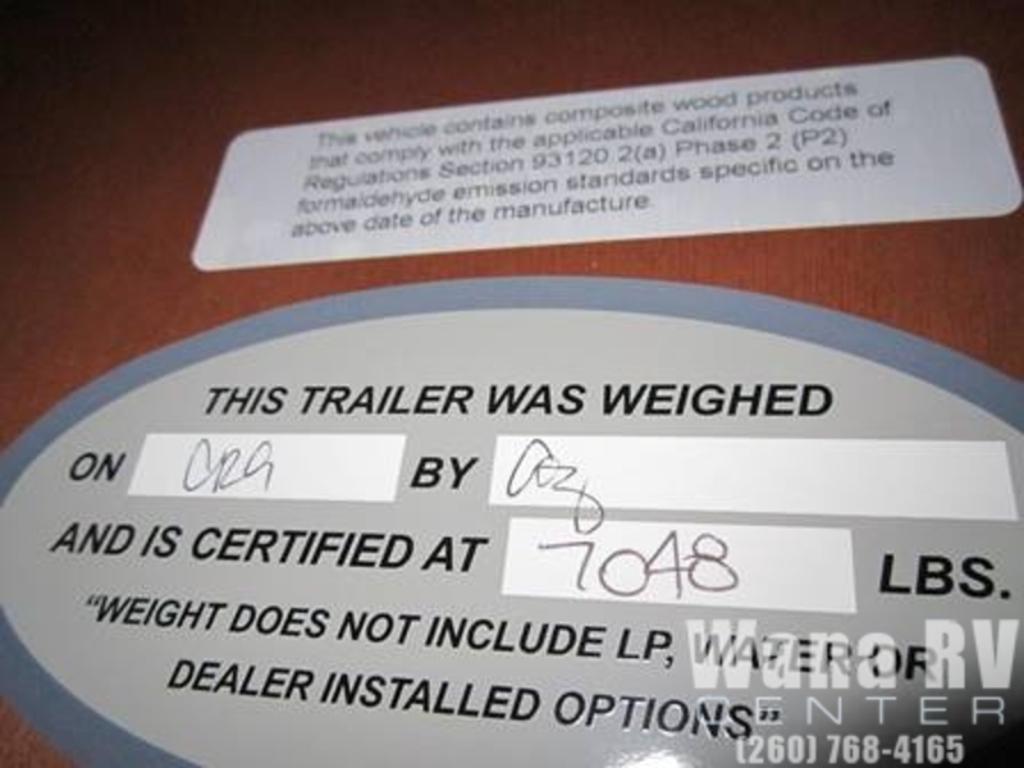 This vehicle contains composite wood products
that comply with the applicable California Code of
Regulations Section 93120.2(a) Phase 2 (P2)
formaldehyde emission standards specific on the
above date of the manufacture.
THIS TRAILER WAS WEIGHED
ON BY
AND IS CERTIFIED AT 7048 LBS.
"WEIGHT DOES NOT INCLUDE LP, WATER OR
DEALER INSTALLED OPTIONS"
Wana RV
CENTER
(260) 768-4165